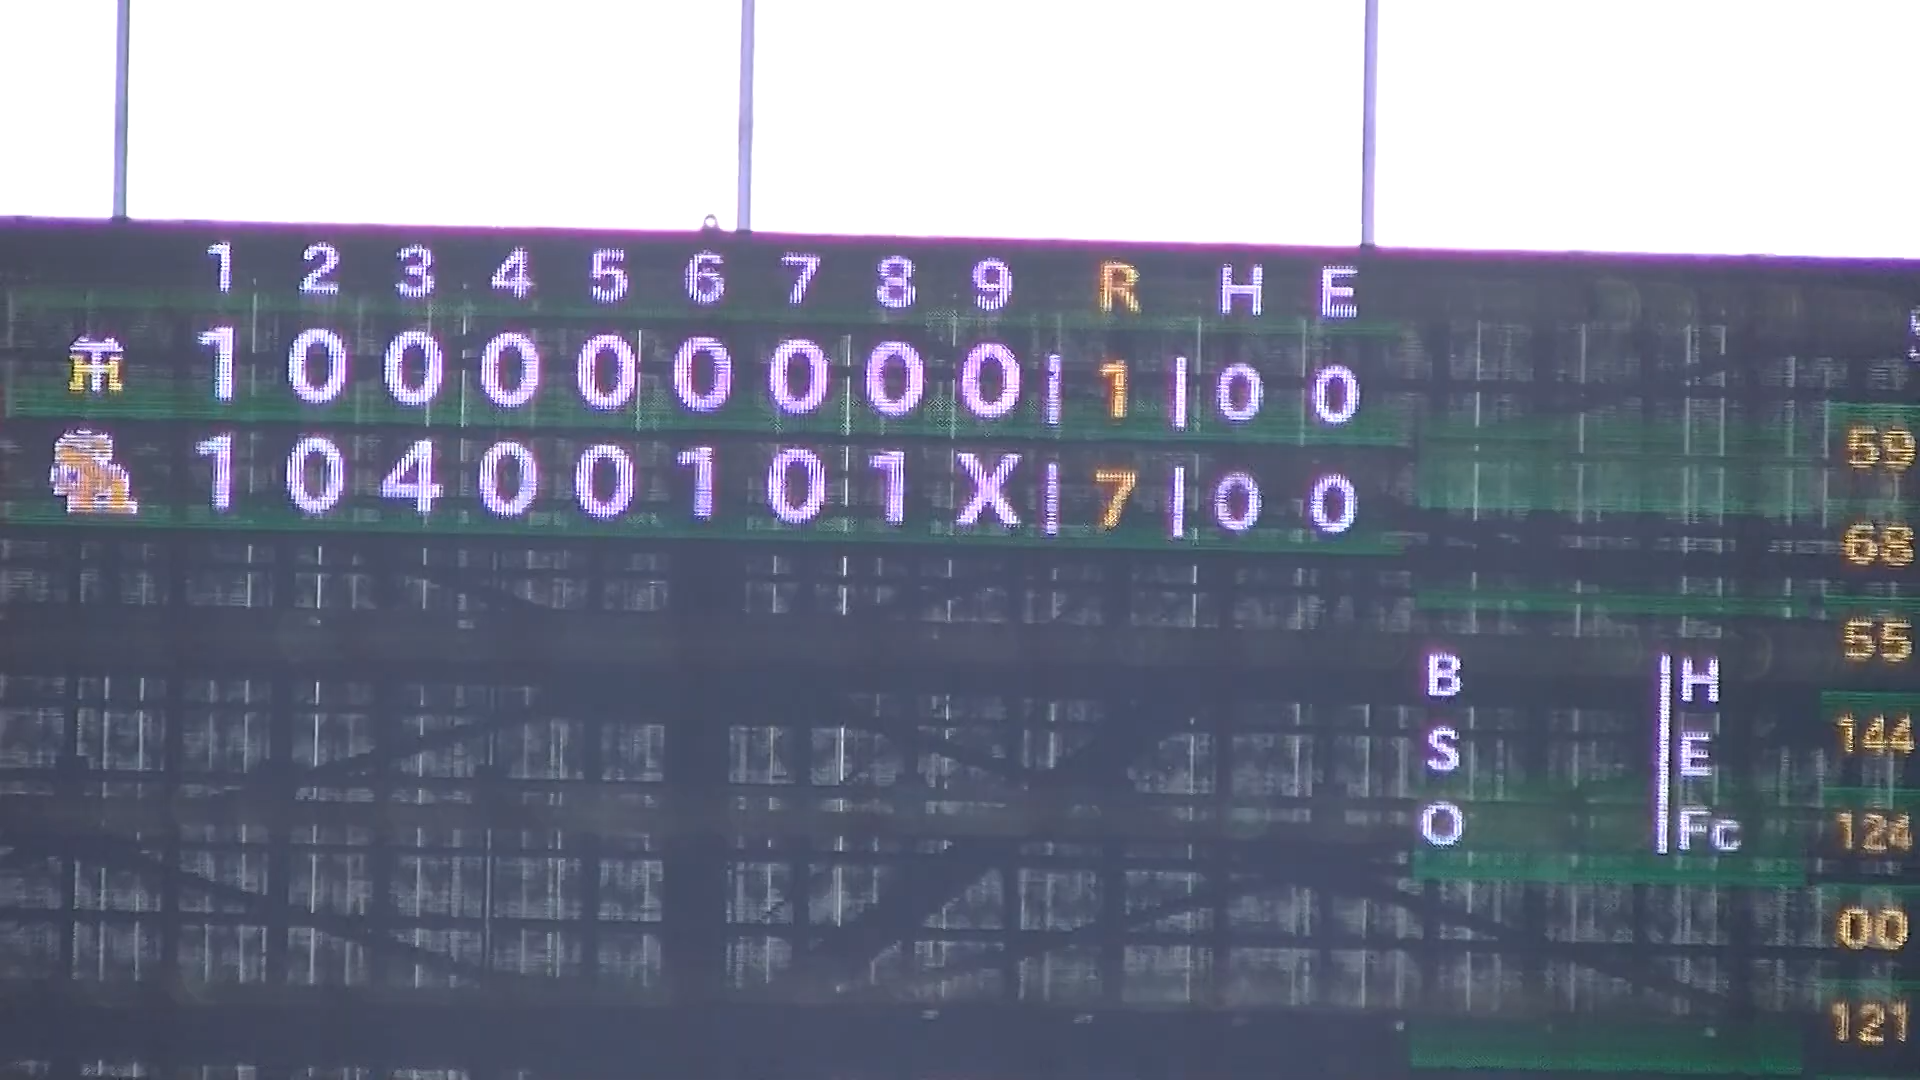 1 2 3 4 5 6 7 8 9 R H E
1 0 0 0 0 0 0 0 0 1 0 0
1 0 4 0 0 1 0 1 X 7 0 0
59
68
55
B H
S E 144
O FC 124
00
121